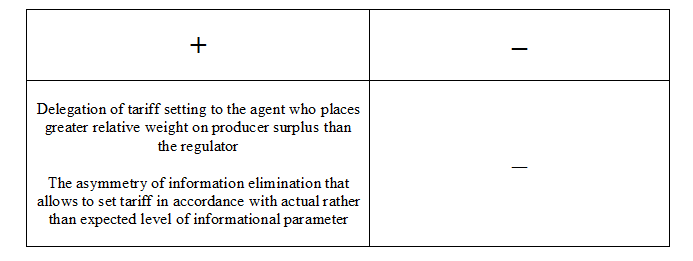 +
–
Delegation of tariff setting to the agent who places
greater relative weight on producer surplus than
the regulator
The asymmetry of information elimination that
allows to set tariff in accordance with actual rather
than expected level of informational parameter
—